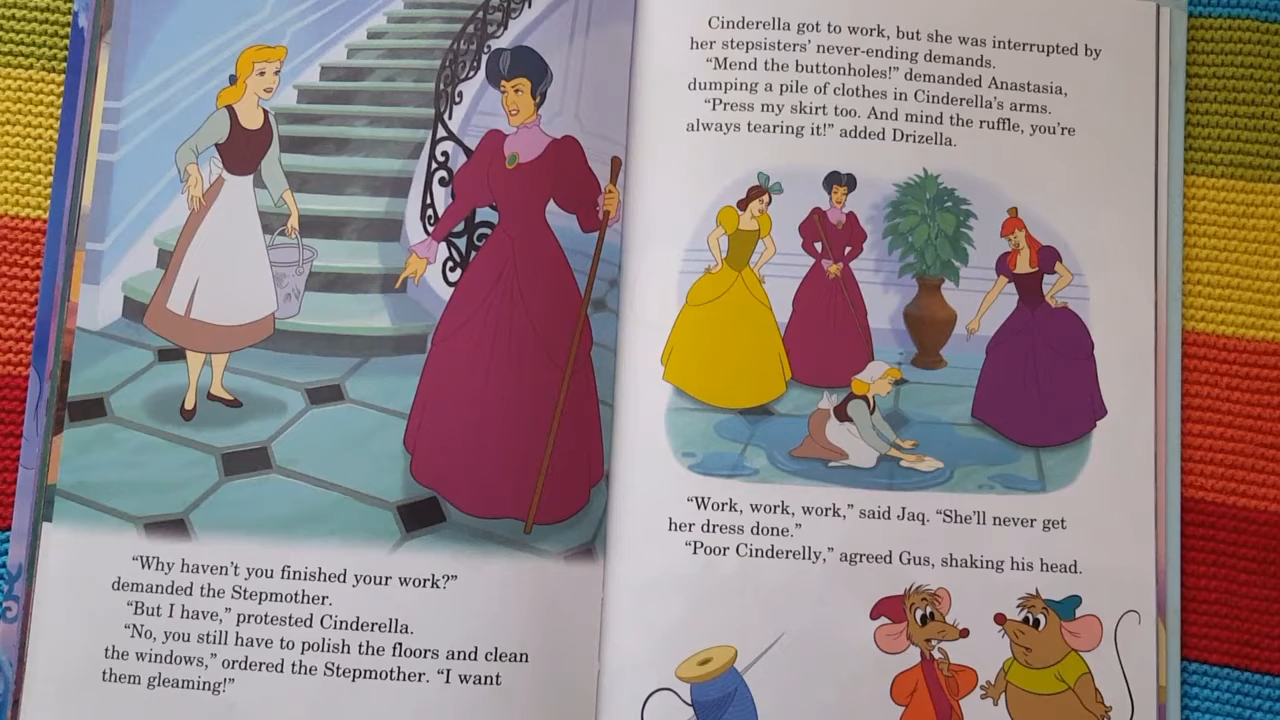 “Why haven’t you finished your work?”
demanded the Stepmother.
“But I have,” protested Cinderella.
“No, you still have to polish the floors and clean
the windows,” ordered the Stepmother. “I want
them gleaming!”
Cinderella got to work, but she was interrupted by
her stepsisters’ never-ending demands.
“Mend the buttonholes!” demanded Anastasia,
dumping a pile of clothes in Cinderella’s arms.
“Press my skirt too. And mind the ruffle, you’re
always tearing it!” added Drizella.
“Work, work, work,” said Jaq. “She’ll never get
her dress done.”
“Poor Cinderelly,” agreed Gus, shaking his head.